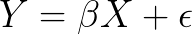 Y = βX + ϵ